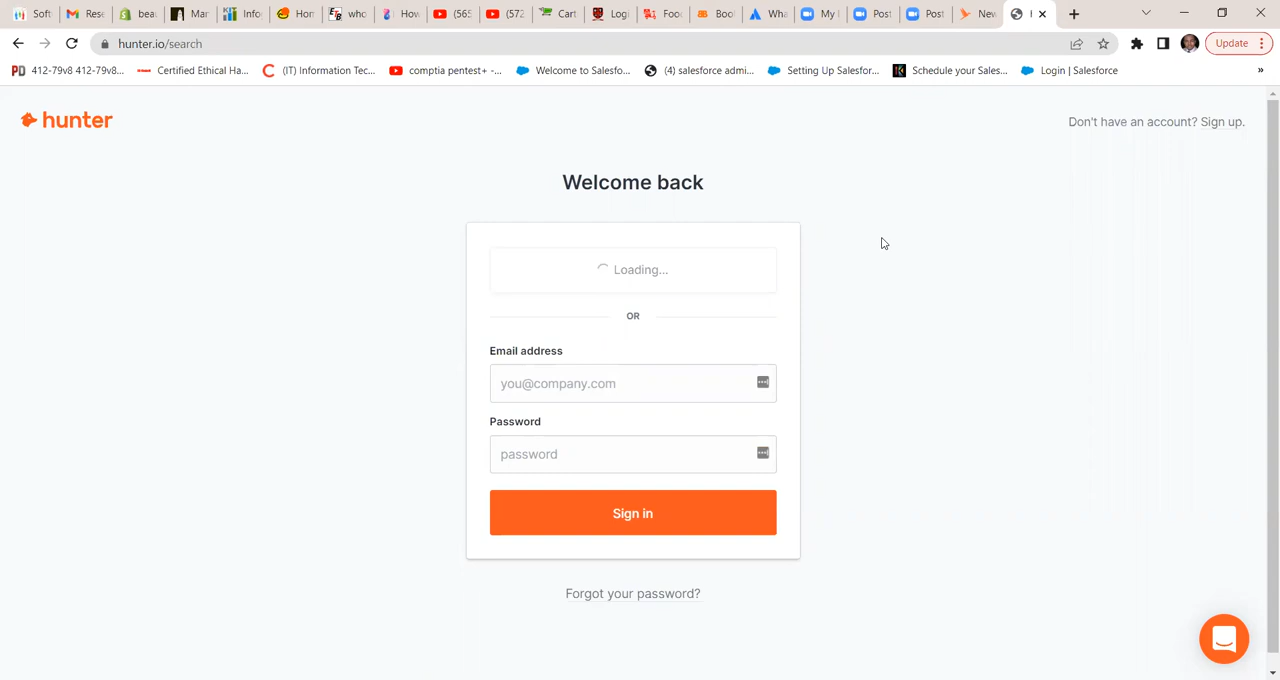 Soft
Rese
beau
Mar
Info
Hon
who
How
(565
(572
Cart
Logi
Food
Boot
Wha
My I
Post
Post
New
hunter.io/search
Update
412-79v8 412-79v8...
Certified Ethical Ha...
(IT) Information Tec...
comptia pentest+ -...
Welcome to Salesfo...
(4) salesforce admi...
Setting Up Salesfor...
Schedule your Sales...
Login | Salesforce
»
hunter
Don't have an account? Sign up.
Welcome back
Loading...
OR
Email address
you@company.com
Password
password
Sign in
Forgot your password?